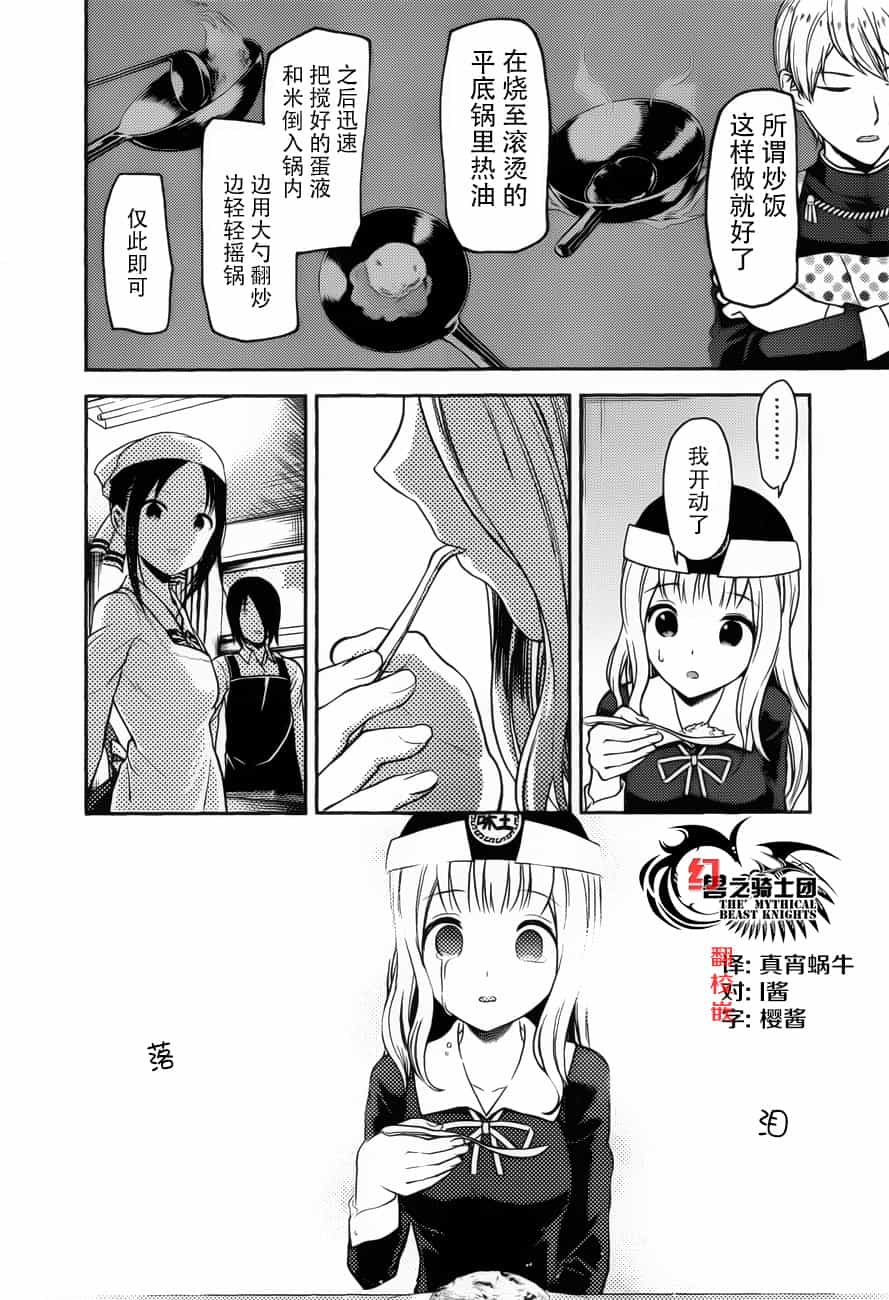 所谓炒饭
这样做就好了
在烧至滚烫的
平底锅里热油
之后迅速
把搅好的蛋液
和米倒入锅内
边用大勺翻炒
边轻轻摇锅
仅此即可
………
我开动了
味王
幻兽之骑士团
THE MYTHICAL
BEAST KNIGHTS
翻译: 真宵蜗牛
校对: I酱
嵌字: 樱酱
泪
落